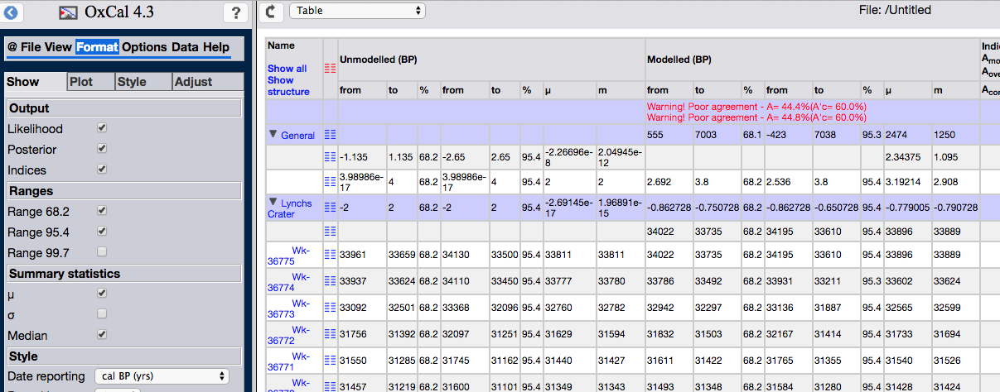 OxCal 4.3
?
@ File View Format Options Data Help
Show Plot Style Adjust
Output
Likelihood
Posterior
Indices
Ranges
Range 68.2
Range 95.4
Range 99.7
Summary statistics
μ
σ
Median
Style
Date reporting cal BP (yrs)
Table
File: /Untitled
Name Unmodelled (BP) Modelled (BP)
Show all
Show
structure
from to % from to % μ m from to % from to % μ m
Warning! Poor agreement - A= 44.4%(A'c= 60.0%)
Warning! Poor agreement - A= 44.8%(A'c= 60.0%)
▼ General 555 7003 68.1 -423 7038 95.3 2474 1250
-1.135 1.135 68.2 -2.65 2.65 95.4 -2.26696e-8 2.04945e-12 2.34375 1.095
3.98986e-17 4 68.2 3.98986e-17 4 95.4 2 2 2.692 3.8 68.2 2.536 3.8 95.4 3.19214 2.908
▼ Lynchs Crater -2 2 68.2 -2 2 95.4 -2.69145e-17 1.96891e-15 -0.862728 -0.750728 68.2 -0.862728 -0.650728 95.4 -0.779005 -0.790728
34022 33735 68.2 34195 33610 95.4 33896 33889
Wk-36775 33961 33659 68.2 34130 33500 95.4 33811 33811 34022 33735 68.2 34195 33610 95.4 33896 33889
Wk-36774 33937 33624 68.2 34110 33450 95.4 33777 33780 33786 33492 68.2 33931 33211 95.3 33602 33624
Wk-36773 33092 32501 68.2 33368 32096 95.4 32760 32782 32942 32297 68.2 33136 31887 95.4 32565 32599
Wk-36772 31756 31392 68.2 32097 31251 95.4 31629 31594 31832 31503 68.2 32167 31414 95.4 31733 31694
Wk-36771 31550 31285 68.2 31745 31162 95.4 31440 31427 31611 31422 68.2 31765 31355 95.4 31540 31526
Wk- 31457 31219 68.2 31600 31101 95.4 31349 31343 31493 31348 68.2 31584 31280 95.4 31428 31424